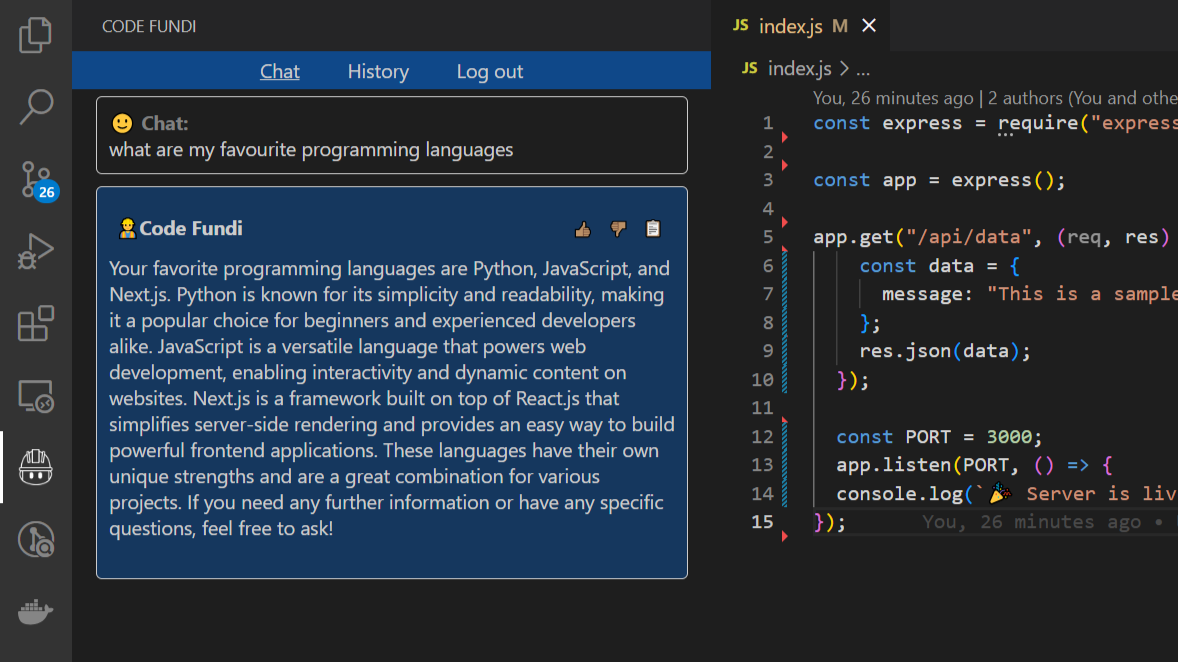 CODE FUNDI
Chat History Log out
Chat:
what are my favourite programming languages
Code Fundi
Your favorite programming languages are Python, JavaScript, and
Next.js. Python is known for its simplicity and readability, making
it a popular choice for beginners and experienced developers
alike. JavaScript is a versatile language that powers web
development, enabling interactivity and dynamic content on
websites. Next.js is a framework built on top of React.js that
simplifies server-side rendering and provides an easy way to build
powerful frontend applications. These languages have their own
unique strengths and are a great combination for various
projects. If you need any further information or have any specific
questions, feel free to ask!
26
JS index.js M
JS index.js > ...
You, 26 minutes ago | 2 authors (You and othe
1 const express = require("express
2
3 const app = express();
4
5 app.get("/api/data", (req, res)
6 const data = {
7 message: "This is a sample
8 };
9 res.json(data);
10 });
11
12 const PORT = 3000;
13 app.listen(PORT, () => {
14 console.log(`🎉 Server is liv
15 }); You, 26 minutes ago •